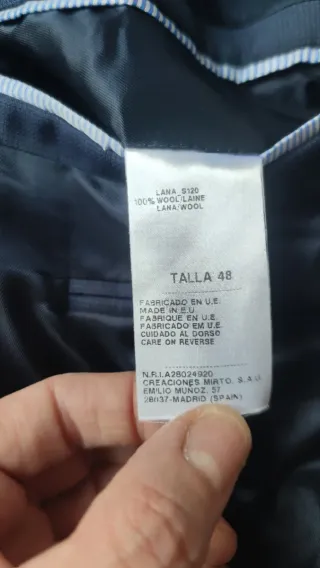 LANA S120
100% WOOL/LAINE
LANA/WOOL
TALLA 48
FABRICADO EN U.E.
MADE IN E.U.
FABRIQUE EN U.E.
FABRICADO EM U.E.
CUIDADO AL DORSO
CARE ON REVERSE
N.R.I.A28024920
CREACIONES MIRTO, S.A.U.
EMILIO MUÑOZ, 57
28037-MADRID (SPAIN)